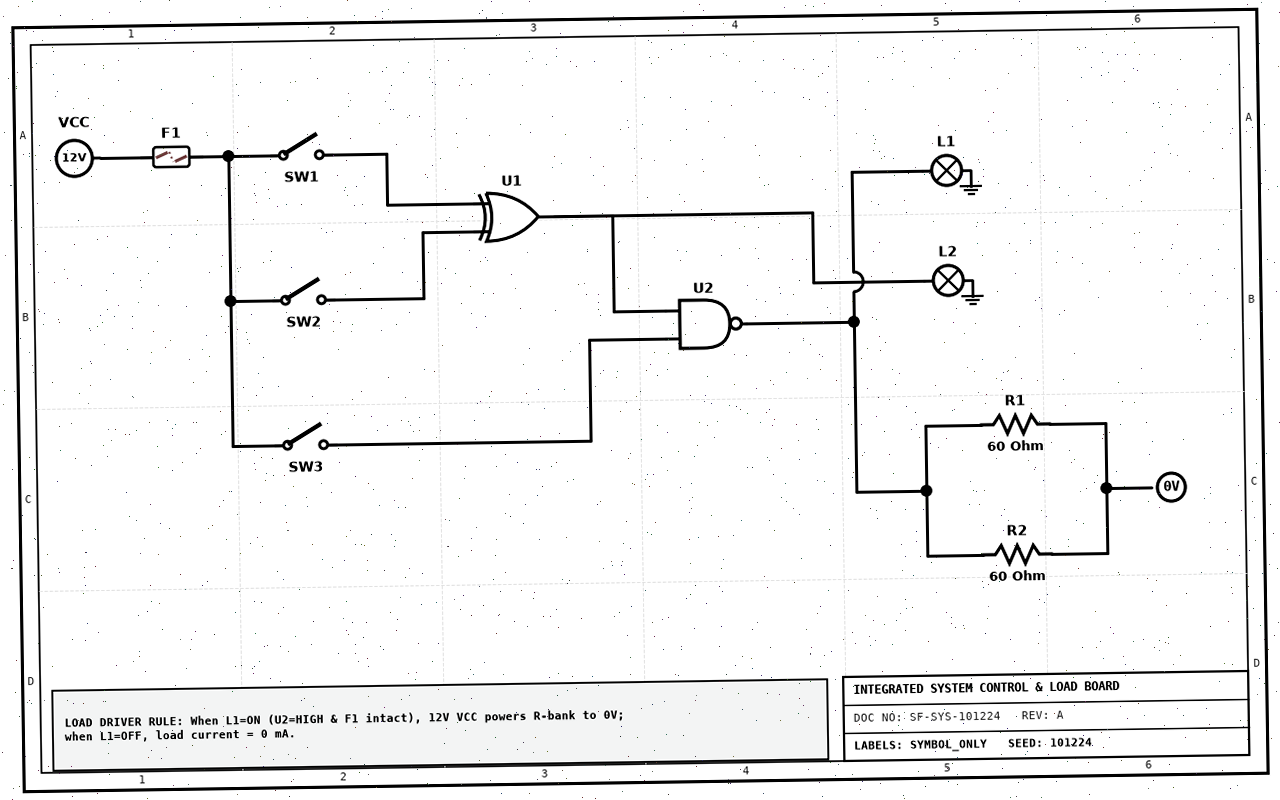 1 2 3 4 5 6
A A
VCC
12V
F1
SW1
U1
L1
L2
B B
SW2
U2
R1
60 Ohm
SW3
C C
0V
R2
60 Ohm
D D
LOAD DRIVER RULE: When L1=ON (U2=HIGH & F1 intact), 12V VCC powers R-bank to 0V;
when L1=OFF, load current = 0 mA.
INTEGRATED SYSTEM CONTROL & LOAD BOARD
DOC NO: SF-SYS-101224 REV: A
LABELS: SYMBOL_ONLY SEED: 101224
1 2 3 4 5 6